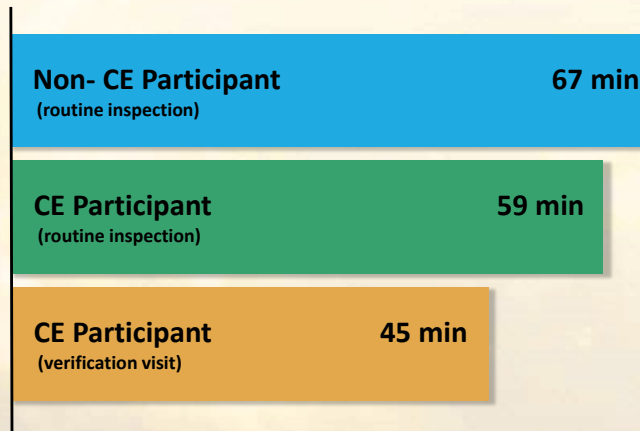 Non- CE Participant 67 min
(routine inspection)
CE Participant 59 min
(routine inspection)
CE Participant 45 min
(verification visit)